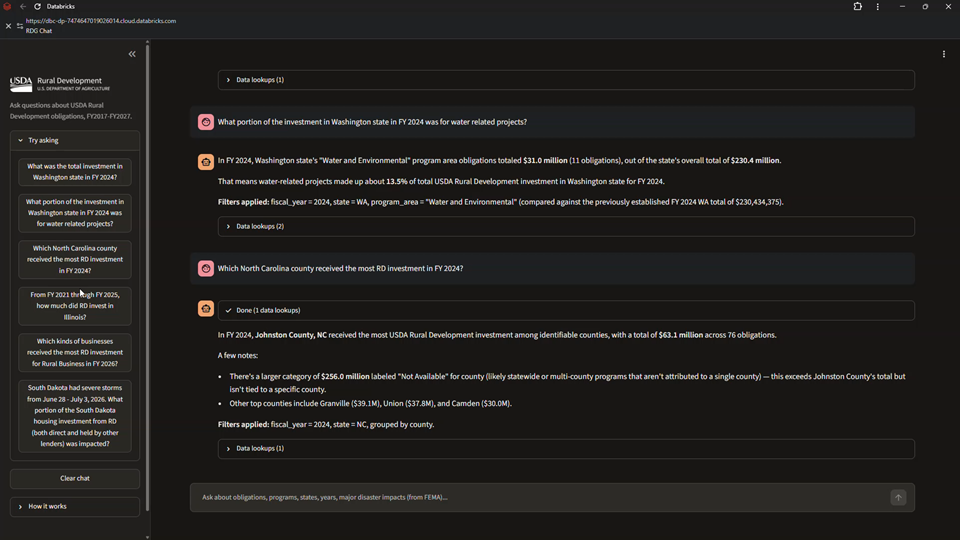 Databricks
https://dbc-dp-7474647019026014.cloud.databricks.com
RDG Chat
USDA Rural Development
U.S. DEPARTMENT OF AGRICULTURE
Ask questions about USDA Rural
Development obligations, FY2017-FY2027.
Try asking
What was the total investment in
Washington state in FY 2024?
What portion of the investment in
Washington state in FY 2024 was
for water related projects?
Which North Carolina county
received the most RD investment
in FY 2024?
From FY 2021 through FY 2025,
how much did RD invest in
Illinois?
Which kinds of businesses
received the most RD investment
for Rural Business in FY 2026?
South Dakota had severe storms
from June 28 - July 3, 2026. What
portion of the South Dakota
housing investment from RD
(both direct and held by other
lenders) was impacted?
Clear chat
How it works
Data lookups (1)
What portion of the investment in Washington state in FY 2024 was for water related projects?
In FY 2024, Washington state's "Water and Environmental" program area obligations totaled $31.0 million (11 obligations), out of the state's overall total of $230.4 million.
That means water-related projects made up about 13.5% of total USDA Rural Development investment in Washington state for FY 2024.
Filters applied: fiscal_year = 2024, state = WA, program_area = "Water and Environmental" (compared against the previously established FY 2024 WA total of $230,434,375).
Data lookups (2)
Which North Carolina county received the most RD investment in FY 2024?
Done (1 data lookups)
In FY 2024, Johnston County, NC received the most USDA Rural Development investment among identifiable counties, with a total of $63.1 million across 76 obligations.
A few notes:
• There's a larger category of $256.0 million labeled "Not Available" for county (likely statewide or multi-county programs that aren't attributed to a single county) — this exceeds Johnston County's total but
isn't tied to a specific county.
• Other top counties include Granville ($39.1M), Union ($37.8M), and Camden ($30.0M).
Filters applied: fiscal_year = 2024, state = NC, grouped by county.
Data lookups (1)
Ask about obligations, programs, states, years, major disaster impacts (from FEMA)...